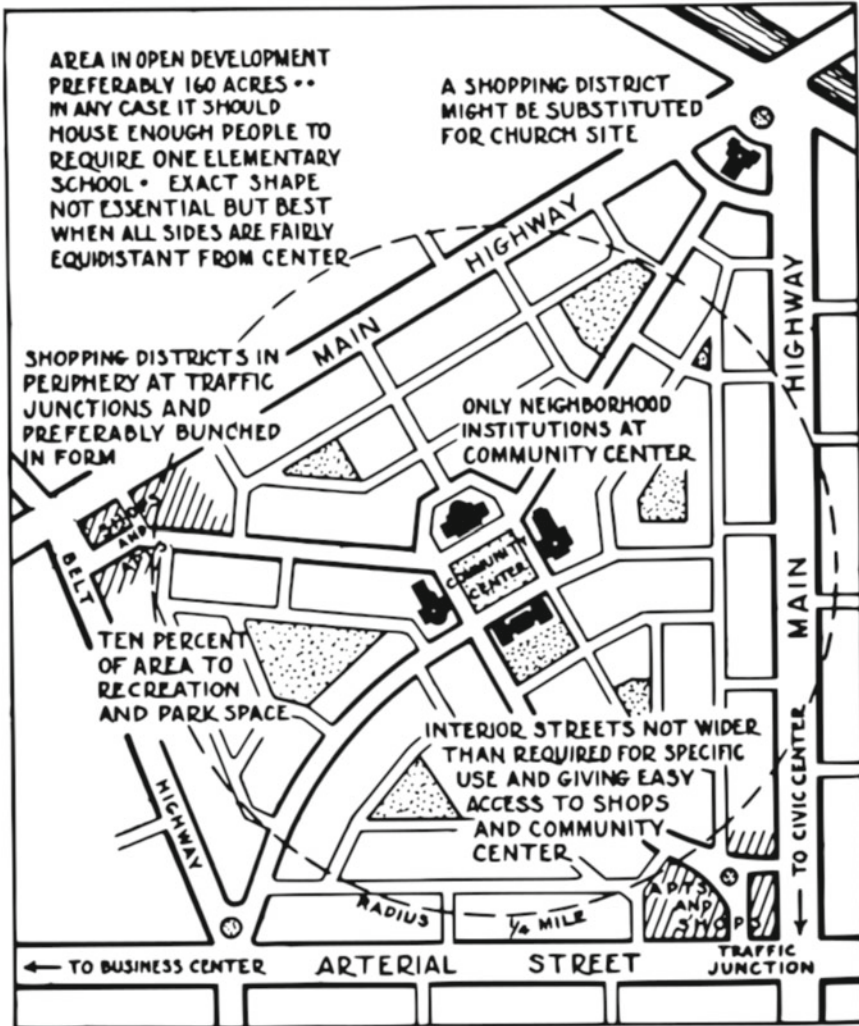 AREA IN OPEN DEVELOPMENT
PREFERABLY 160 ACRES ••
IN ANY CASE IT SHOULD
HOUSE ENOUGH PEOPLE TO
REQUIRE ONE ELEMENTARY
SCHOOL • EXACT SHAPE
NOT ESSENTIAL BUT BEST
WHEN ALL SIDES ARE FAIRLY
EQUIDISTANT FROM CENTER
A SHOPPING DISTRICT
MIGHT BE SUBSTITUTED
FOR CHURCH SITE
MAIN HIGHWAY
HIGHWAY MAIN
SHOPPING DISTRICTS IN
PERIPHERY AT TRAFFIC
JUNCTIONS AND
PREFERABLY BUNCHED
IN FORM
ONLY NEIGHBORHOOD
INSTITUTIONS AT
COMMUNITY CENTER
SHOPS
AND
APTS
BELT
COMMUNITY
CENTER
TEN PERCENT
OF AREA TO
RECREATION
AND PARK SPACE
INTERIOR STREETS NOT WIDER
THAN REQUIRED FOR SPECIFIC
USE AND GIVING EASY
ACCESS TO SHOPS
AND COMMUNITY
CENTER
HIGHWAY
TO CIVIC CENTER
APTS.
AND
SHOPS
RADIUS 1/4 MILE
TRAFFIC
JUNCTION
← TO BUSINESS CENTER ARTERIAL STREET